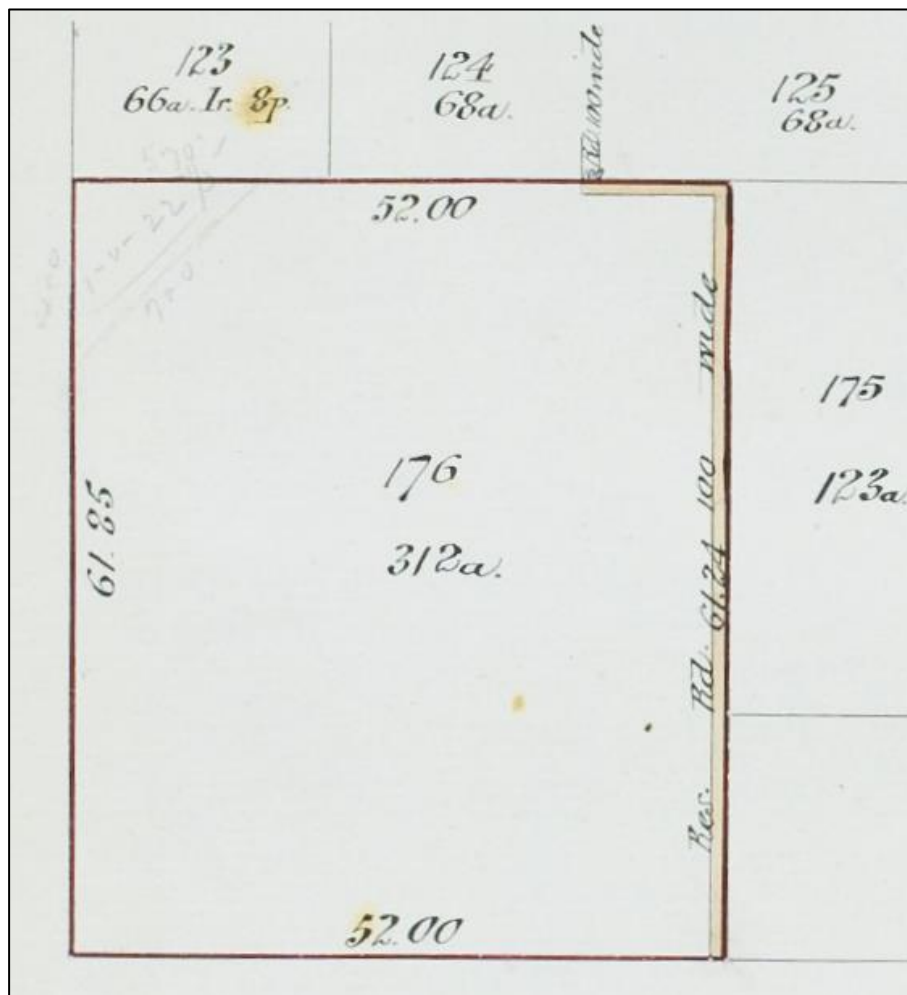 123
66a. 1r. 8p.
124
68a.
Rd. 100 wide
125
68a.
52.00
61.85
176
312a.
Res. Rd. 61.24 100 wide
175
123a.
52.00